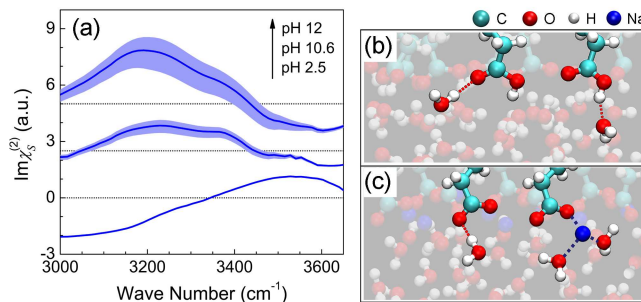 (a)
pH 12
pH 10.6
pH 2.5
9
6
3
0
-3
Imχ_S^(2) (a.u.)
3000 3200 3400 3600
Wave Number (cm⁻¹)
C O H Na
(b)
(c)